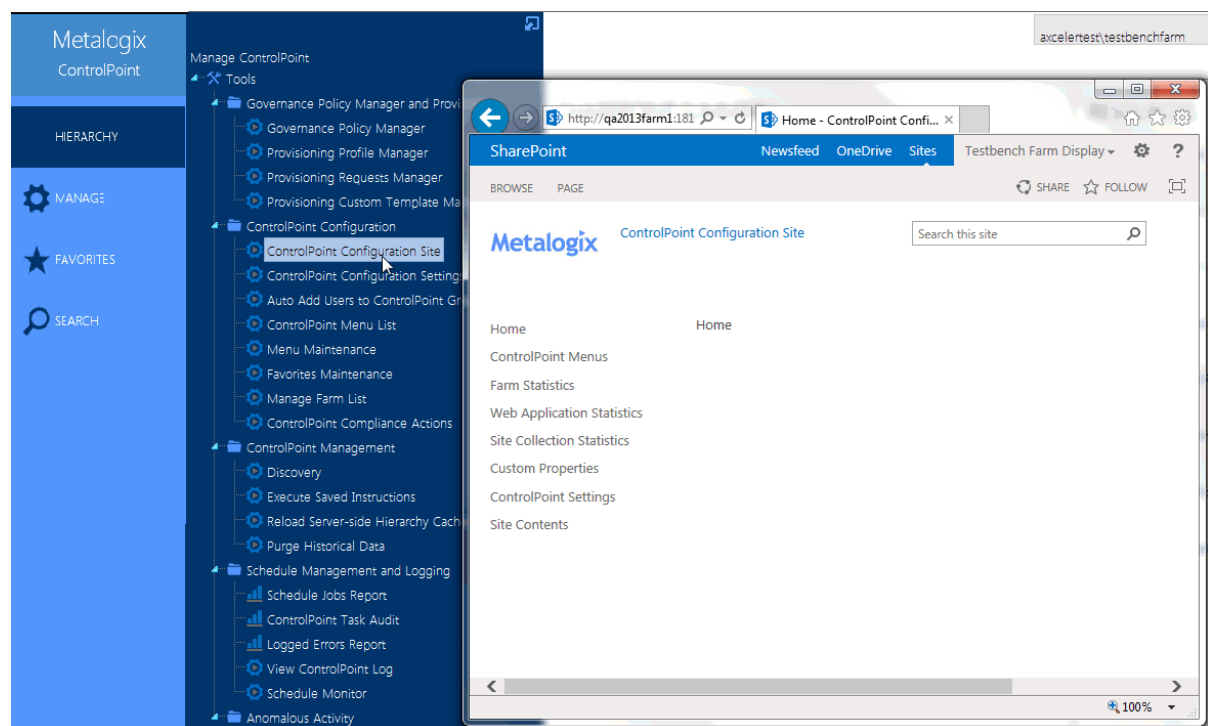 Metalogix
ControlPoint
HIERARCHY
MANAGE
FAVORITES
SEARCH
Manage ControlPoint
Tools
Governance Policy Manager and Provi
Governance Policy Manager
Provisioning Profile Manager
Provisioning Requests Manager
Provisioning Custom Template Ma
ControlPoint Configuration
ControlPoint Configuration Site
ControlPoint Configuration Setting
Auto Add Users to ControlPoint Gr
ControlPoint Menu List
Menu Maintenance
Favorites Maintenance
Manage Farm List
ControlPoint Compliance Actions
ControlPoint Management
Discovery
Execute Saved Instructions
Reload Server-side Hierarchy Cach
Purge Historical Data
Schedule Management and Logging
Schedule Jobs Report
ControlPoint Task Audit
Logged Errors Report
View ControlPoint Log
Schedule Monitor
Anomalous Activity
axcelertest\testbenchfarm
http://qa2013farm1:181
Home - ControlPoint Confi...
SharePoint
Newsfeed OneDrive Sites Testbench Farm Display ?
BROWSE PAGE SHARE FOLLOW
Metalogix
ControlPoint Configuration Site
Search this site
Home
ControlPoint Menus
Farm Statistics
Web Application Statistics
Site Collection Statistics
Custom Properties
ControlPoint Settings
Site Contents
Home
100%